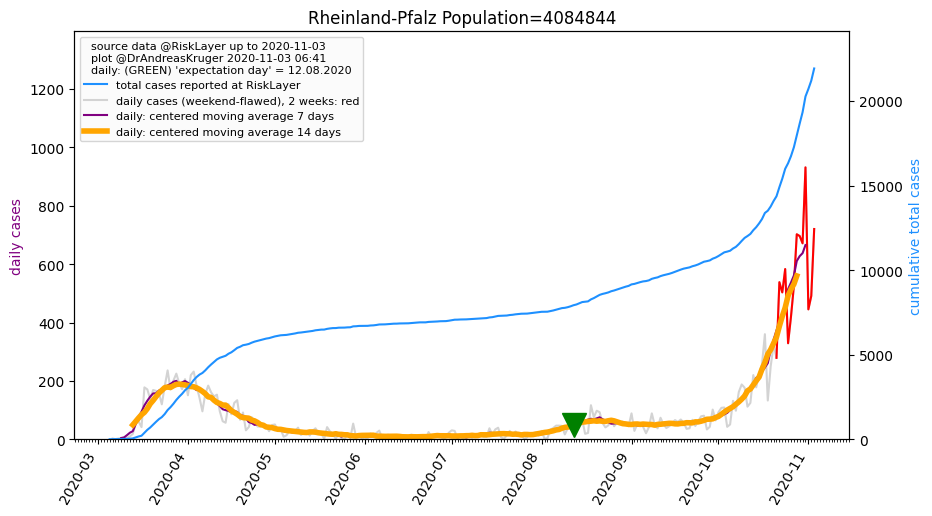 Rheinland-Pfalz Population=4084844
source data @RiskLayer up to 2020-11-03
plot @DrAndreasKruger 2020-11-03 06:41
daily: (GREEN) 'expectation day' = 12.08.2020
total cases reported at RiskLayer
daily cases (weekend-flawed), 2 weeks: red
daily: centered moving average 7 days
daily: centered moving average 14 days
daily cases
1200
1000
800
600
400
200
0
20000
15000
10000
5000
0
cumulative total cases
2020-03
2020-04
2020-05
2020-06
2020-07
2020-08
2020-09
2020-10
2020-11